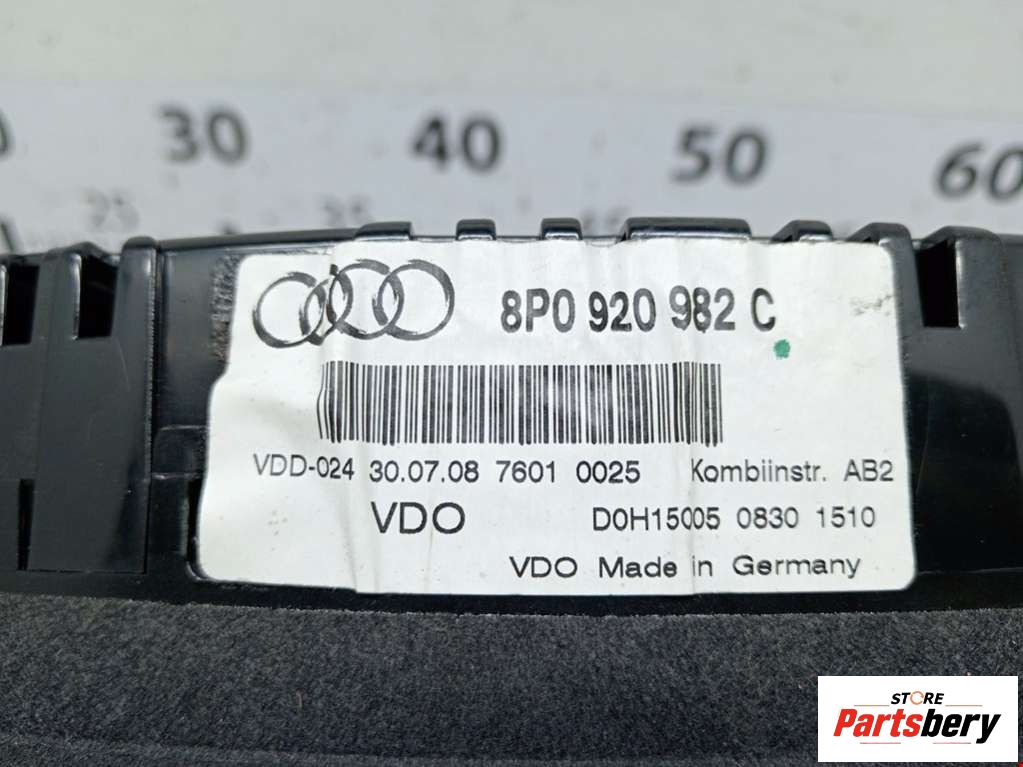 30 40 50 60
25
8P0 920 982 C
VDD-024 30.07.08 7601 0025 Kombiinstr. AB2
VDO D0H15005 0830 1510
VDO Made in Germany
STORE
Partsbery